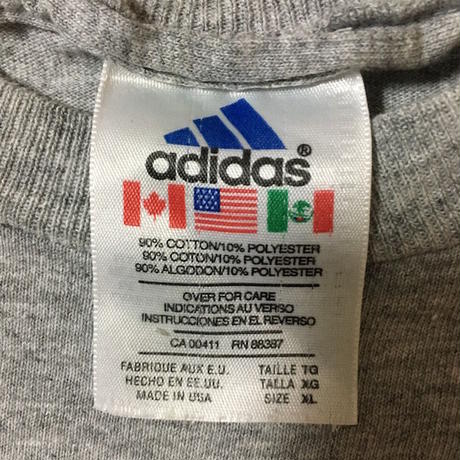 adidas®
90% COTTON/10% POLYESTER
90% COTON/10% POLYESTER
90% ALGODON/10% POLYESTER
OVER FOR CARE
INDICATIONS AU VERSO
INSTRUCCIONES EN EL REVERSO
CA 00411 RN 88387
FABRIQUE AUX E.U. TAILLE TG
HECHO EN EE.UU. TALLA XG
MADE IN USA SIZE XL